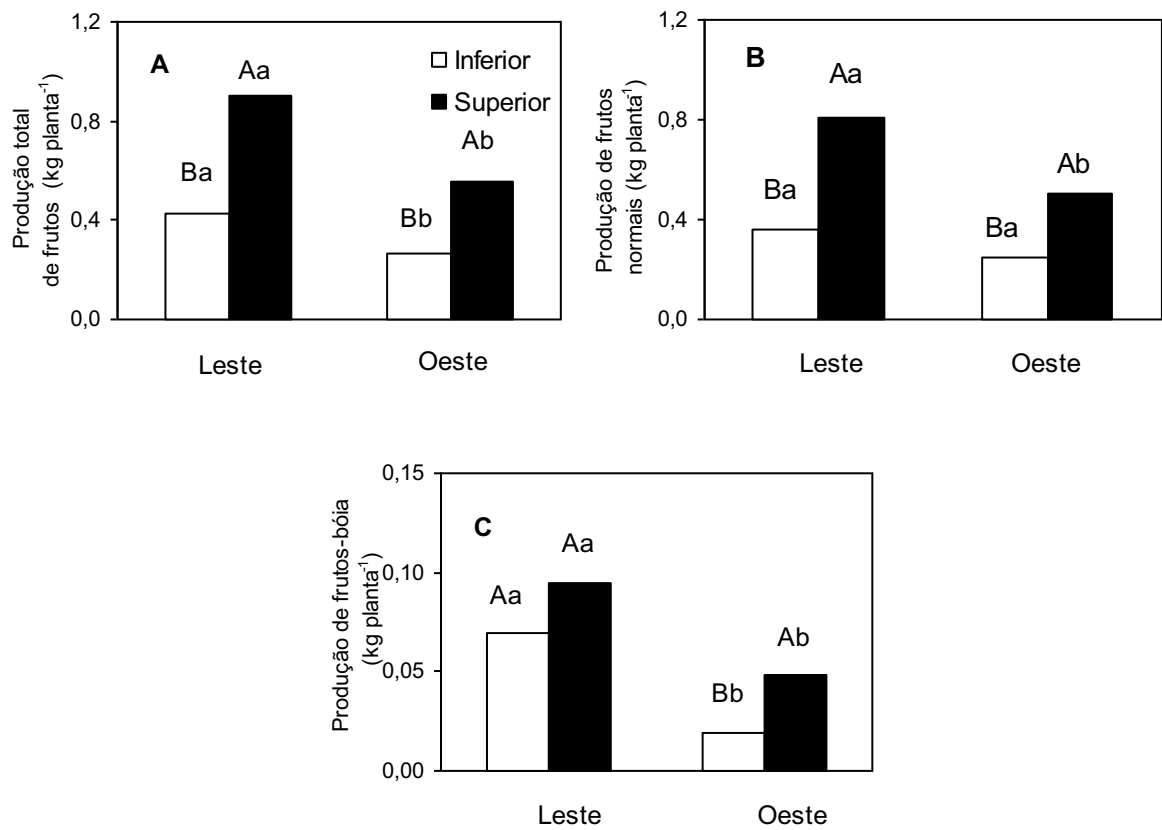 1,2
0,8
0,4
0,0
Produção total
de frutos (kg planta-1)
A
Inferior
Superior
Ba
Aa
Bb
Ab
Leste
Oeste
1,2
0,8
0,4
0,0
Produção de frutos
normais (kg planta-1)
B
Ba
Aa
Ba
Ab
Leste
Oeste
0,15
0,10
0,05
0,00
Produção de frutos-bóia
(kg planta-1)
C
Aa
Aa
Bb
Ab
Leste
Oeste